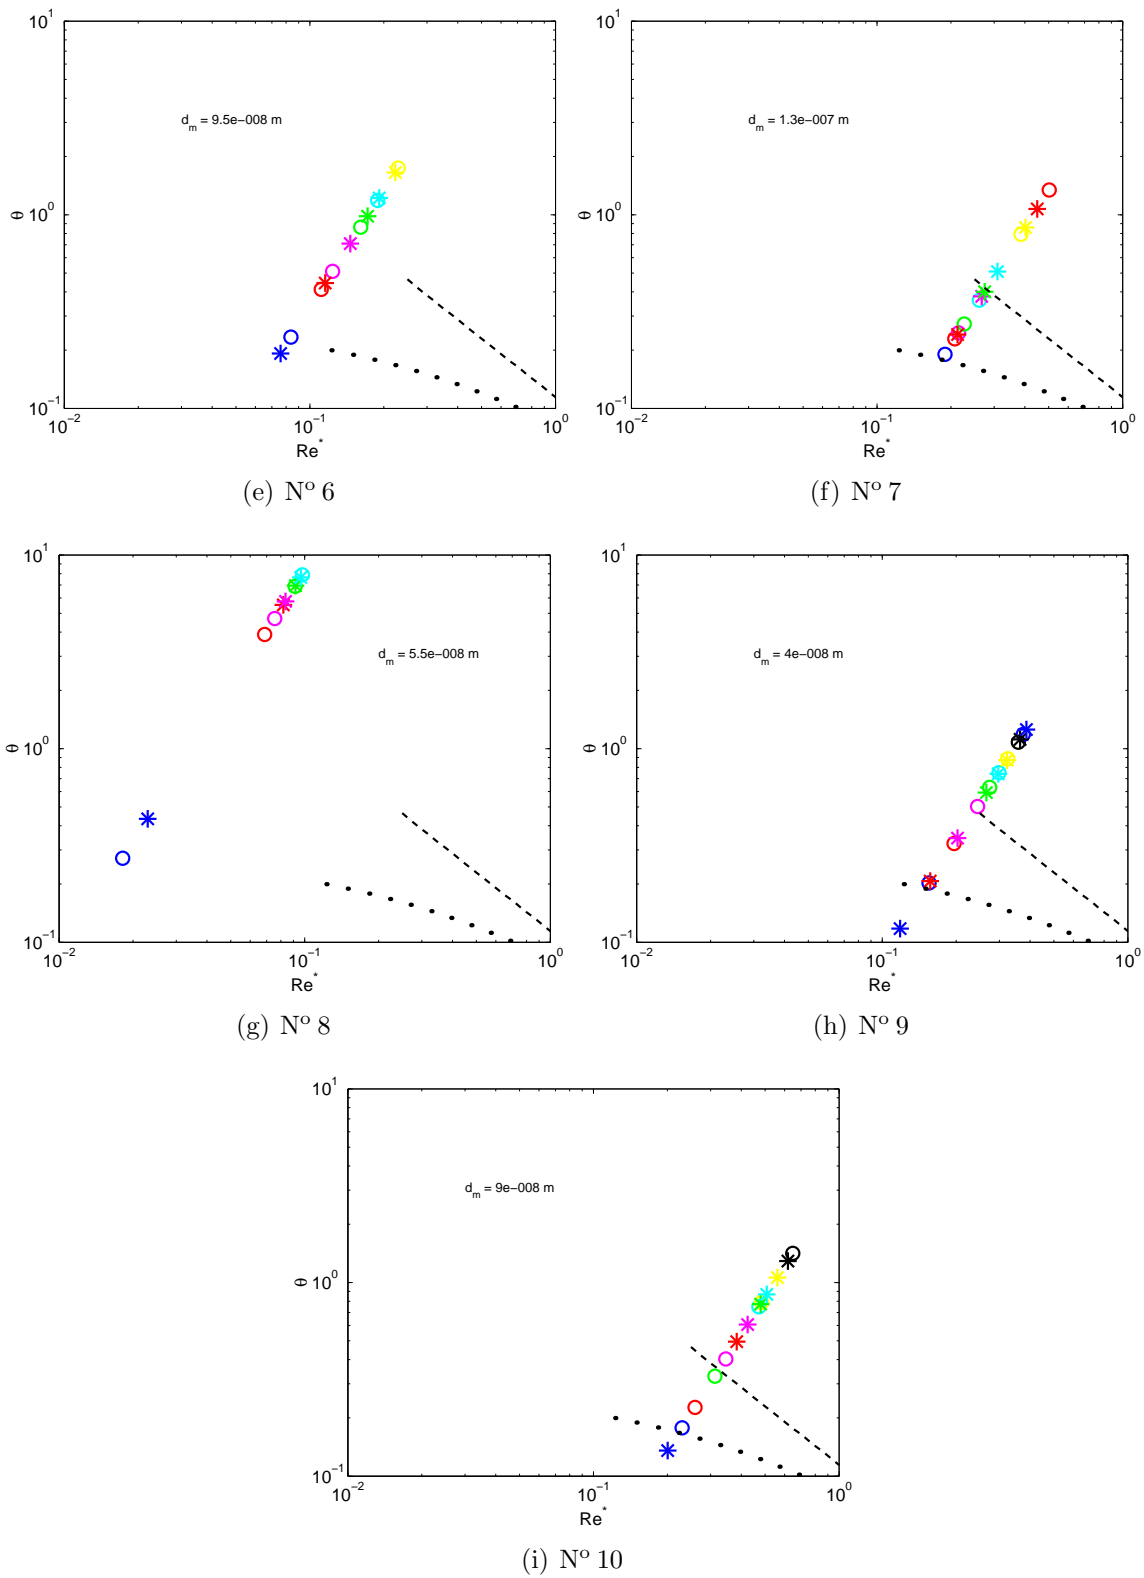 10^1
10^0
10^-1
θ
d_m = 9.5e−008 m
10^-2
10^-1
10^0
Re^*
(e) Nº 6
10^1
10^0
10^-1
θ
d_m = 1.3e−007 m
10^-2
10^-1
10^0
Re^*
(f) Nº 7
10^1
10^0
10^-1
θ
d_m = 5.5e−008 m
10^-2
10^-1
10^0
Re^*
(g) Nº 8
10^1
10^0
10^-1
θ
d_m = 4e−008 m
10^-2
10^-1
10^0
Re^*
(h) Nº 9
10^1
10^0
10^-1
θ
d_m = 9e−008 m
10^-2
10^-1
10^0
Re^*
(i) Nº 10